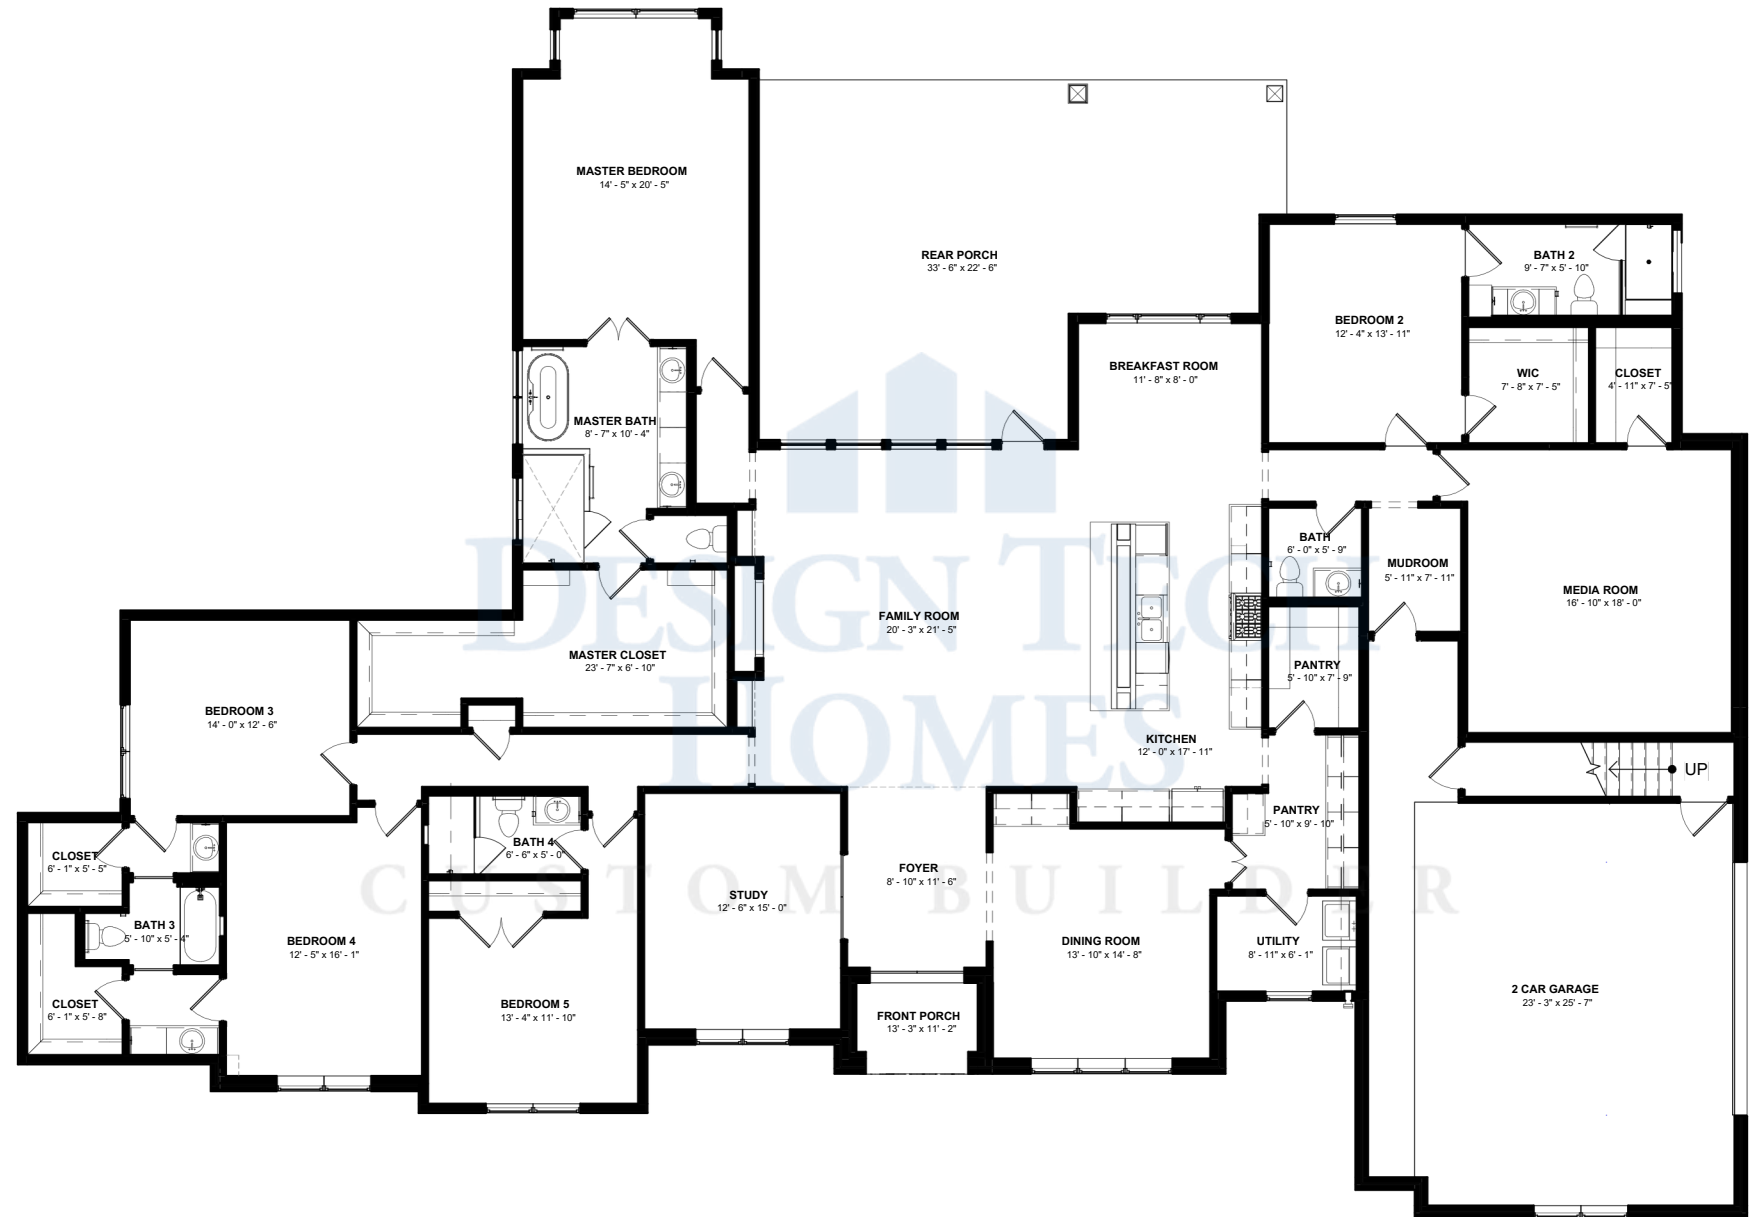 MASTER BEDROOM
14' - 5" x 20' - 5"
REAR PORCH
33' - 6" x 22' - 6"
BATH 2
9' - 7" x 5' - 10"
BEDROOM 2
12' - 4" x 13' - 11"
BREAKFAST ROOM
11' - 8" x 8' - 0"
WIC
7' - 8" x 7' - 5"
CLOSET
4' - 11" x 7' - 5"
MASTER BATH
8' - 7" x 10' - 4"
DESIGN TECH
HOMES
CUSTOM BUILDER
BATH
6' - 0" x 5' - 9"
MUDROOM
5' - 11" x 7' - 11"
MEDIA ROOM
16' - 10" x 18' - 0"
FAMILY ROOM
20' - 3" x 21' - 5"
MASTER CLOSET
23' - 7" x 6' - 10"
PANTRY
5' - 10" x 7' - 9"
BEDROOM 3
14' - 0" x 12' - 6"
KITCHEN
12' - 0" x 17' - 11"
UP
PANTRY
5' - 10" x 9' - 10"
BATH 4
6' - 6" x 5' - 0"
CLOSET
6' - 1" x 5' - 5"
FOYER
8' - 10" x 11' - 6"
STUDY
12' - 6" x 15' - 0"
BATH 3
5' - 10" x 5' - 4"
BEDROOM 4
12' - 5" x 16' - 1"
DINING ROOM
13' - 10" x 14' - 8"
UTILITY
8' - 11" x 6' - 1"
CLOSET
6' - 1" x 5' - 8"
BEDROOM 5
13' - 4" x 11' - 10"
FRONT PORCH
13' - 3" x 11' - 2"
2 CAR GARAGE
23' - 3" x 25' - 7"